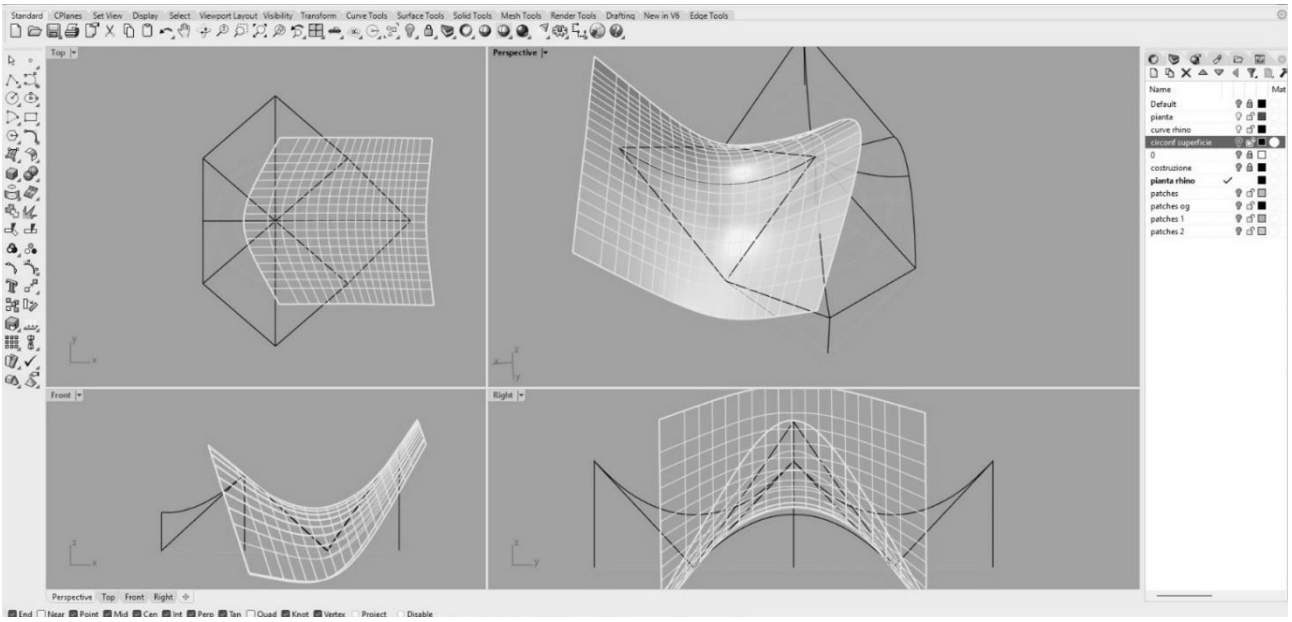 Standard CPlanes Set View Display Select Viewport Layout Visibility Transform Curve Tools Surface Tools Solid Tools Mesh Tools Render Tools Drafting New in V6 Edge Tools
Top
Perspective
Name Mat
Default
pianta
curve rhino
circonf superficie
0
costruzione
pianta rhino
patches
patches og
patches 1
patches 2
y
x
z
x
y
Front
Right
z
x
z
y
Perspective Top Front Right
End Near Point Mid Cen Int Perp Tan Quad Knot Vertex Project Disable